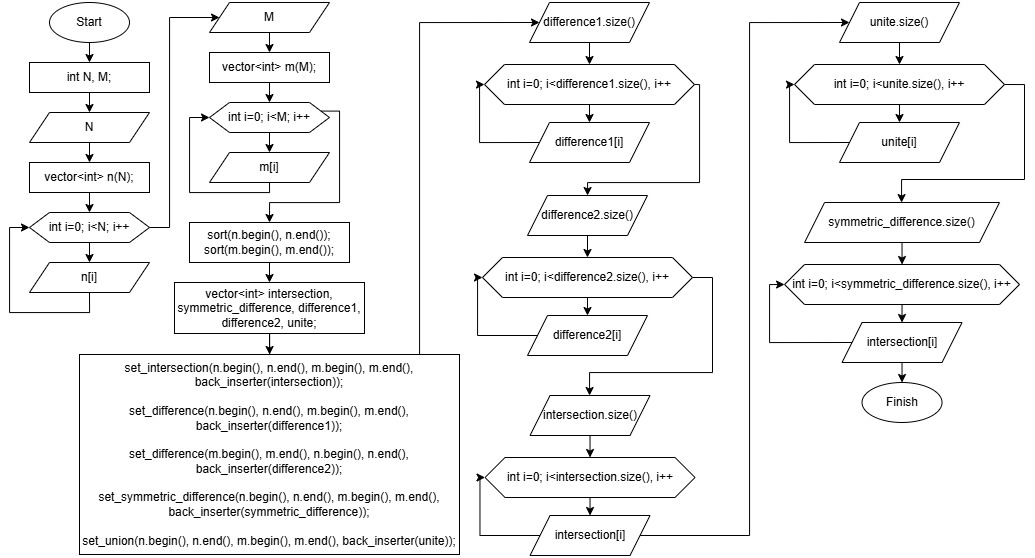 Start
int N, M;
N
vector<int> n(N);
int i=0; i<N; i++
n[i]
M
vector<int> m(M);
int i=0; i<M; i++
m[i]
sort(n.begin(), n.end());
sort(m.begin(), m.end());
vector<int> intersection,
symmetric_difference, difference1,
difference2, unite;
set_intersection(n.begin(), n.end(), m.begin(), m.end(),
back_inserter(intersection));
set_difference(n.begin(), n.end(), m.begin(), m.end(),
back_inserter(difference1));
set_difference(m.begin(), m.end(), n.begin(), n.end(),
back_inserter(difference2));
set_symmetric_difference(n.begin(), n.end(), m.begin(), m.end(),
back_inserter(symmetric_difference));
set_union(n.begin(), n.end(), m.begin(), m.end(), back_inserter(unite));
difference1.size()
int i=0; i<difference1.size(), i++
difference1[i]
difference2.size()
int i=0; i<difference2.size(), i++
difference2[i]
intersection.size()
int i=0; i<intersection.size(), i++
intersection[i]
unite.size()
int i=0; i<unite.size(), i++
unite[i]
symmetric_difference.size()
int i=0; i<symmetric_difference.size(), i++
intersection[i]
Finish